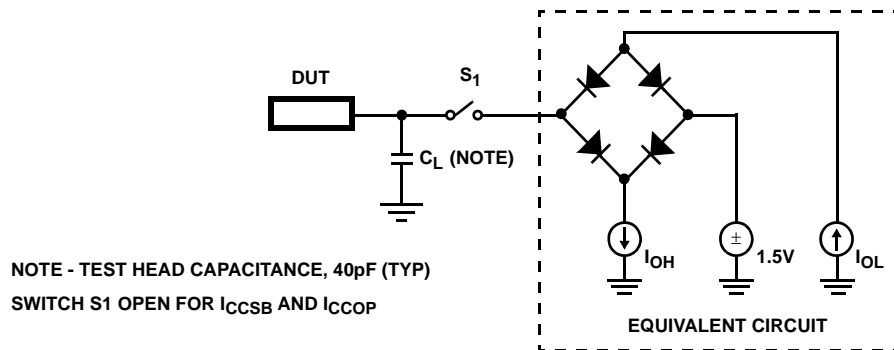 DUT
S1
CL (NOTE)
±
IOH
1.5V
IOL
NOTE - TEST HEAD CAPACITANCE, 40pF (TYP)
SWITCH S1 OPEN FOR ICCSB AND ICCOP
EQUIVALENT CIRCUIT